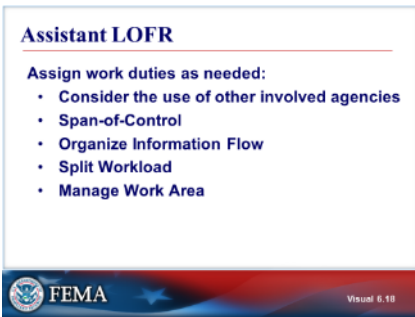 Assistant LOFR
Assign work duties as needed:
• Consider the use of other involved agencies
• Span-of-Control
• Organize Information Flow
• Split Workload
• Manage Work Area
FEMA
Visual 6.18